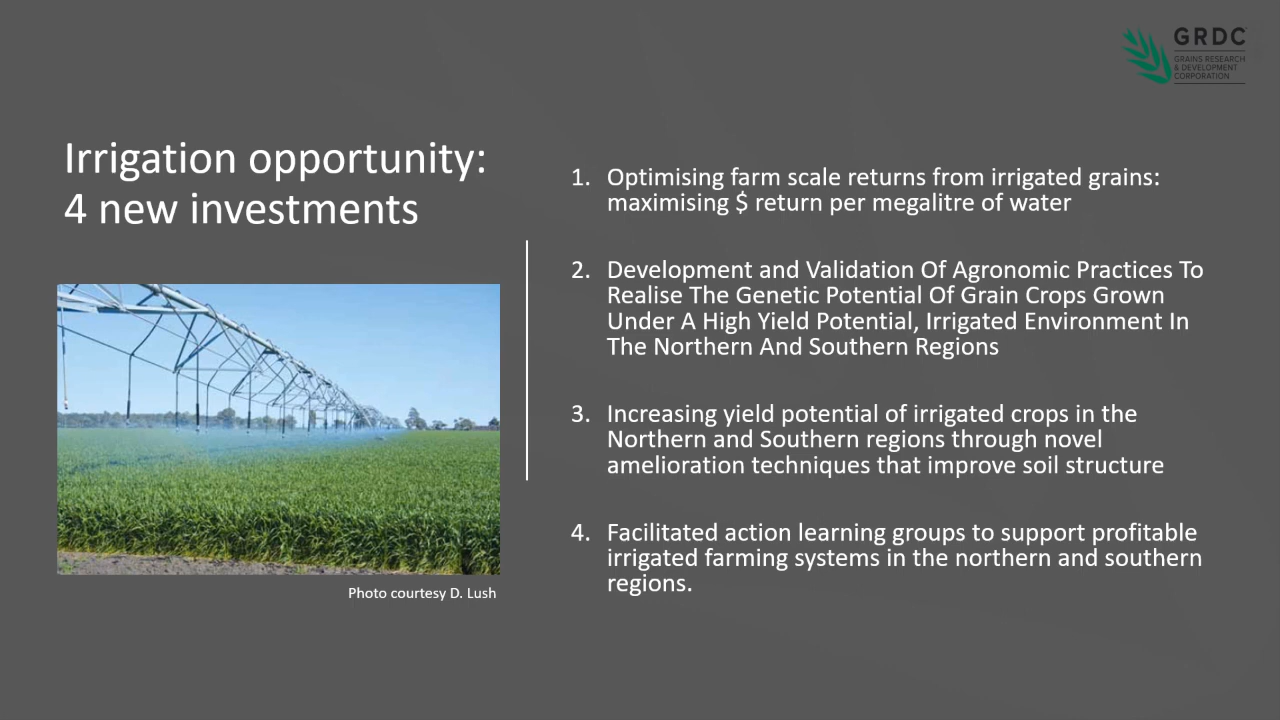 GRDC
GRAINS RESEARCH
& DEVELOPMENT
CORPORATION
Irrigation opportunity:
4 new investments
Photo courtesy D. Lush
1. Optimising farm scale returns from irrigated grains:
maximising $ return per megalitre of water
2. Development and Validation Of Agronomic Practices To
Realise The Genetic Potential Of Grain Crops Grown
Under A High Yield Potential, Irrigated Environment In
The Northern And Southern Regions
3. Increasing yield potential of irrigated crops in the
Northern and Southern regions through novel
amelioration techniques that improve soil structure
4. Facilitated action learning groups to support profitable
irrigated farming systems in the northern and southern
regions.